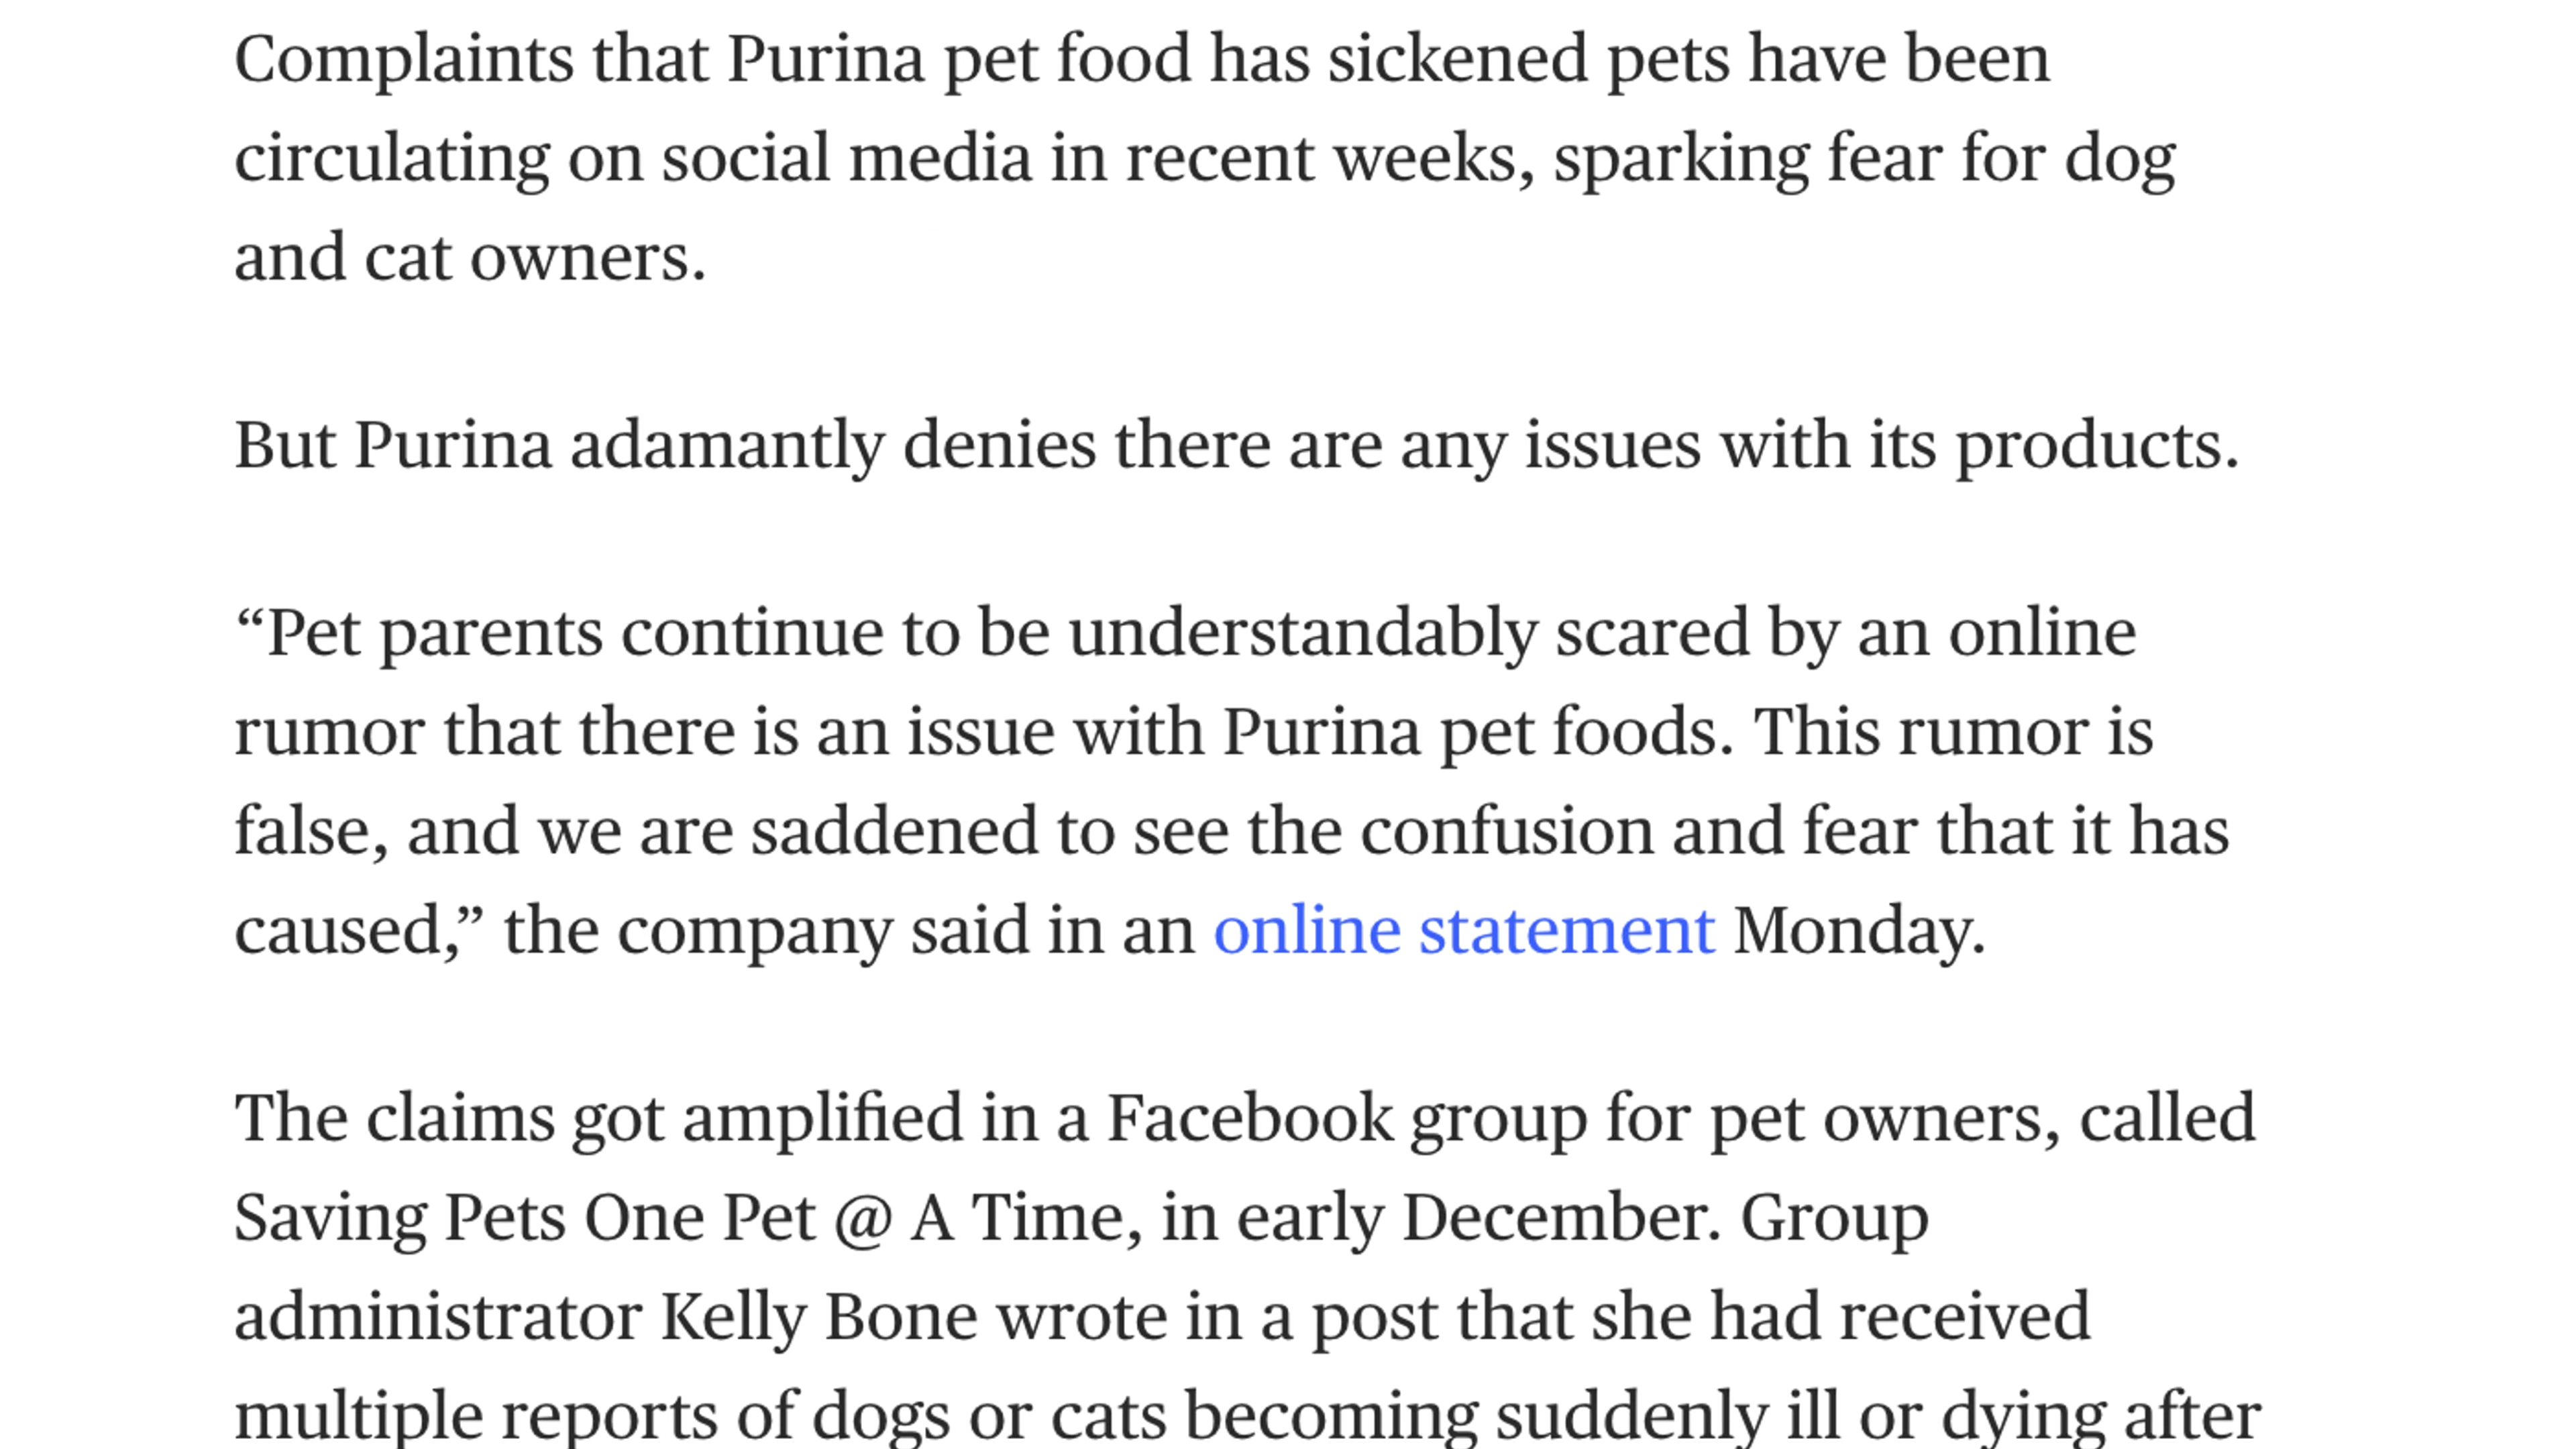 Complaints that Purina pet food has sickened pets have been
circulating on social media in recent weeks, sparking fear for dog
and cat owners.
But Purina adamantly denies there are any issues with its products.
“Pet parents continue to be understandably scared by an online
rumor that there is an issue with Purina pet foods. This rumor is
false, and we are saddened to see the confusion and fear that it has
caused,” the company said in an online statement Monday.
The claims got amplified in a Facebook group for pet owners, called
Saving Pets One Pet @ A Time, in early December. Group
administrator Kelly Bone wrote in a post that she had received
multiple reports of dogs or cats becoming suddenly ill or dying after